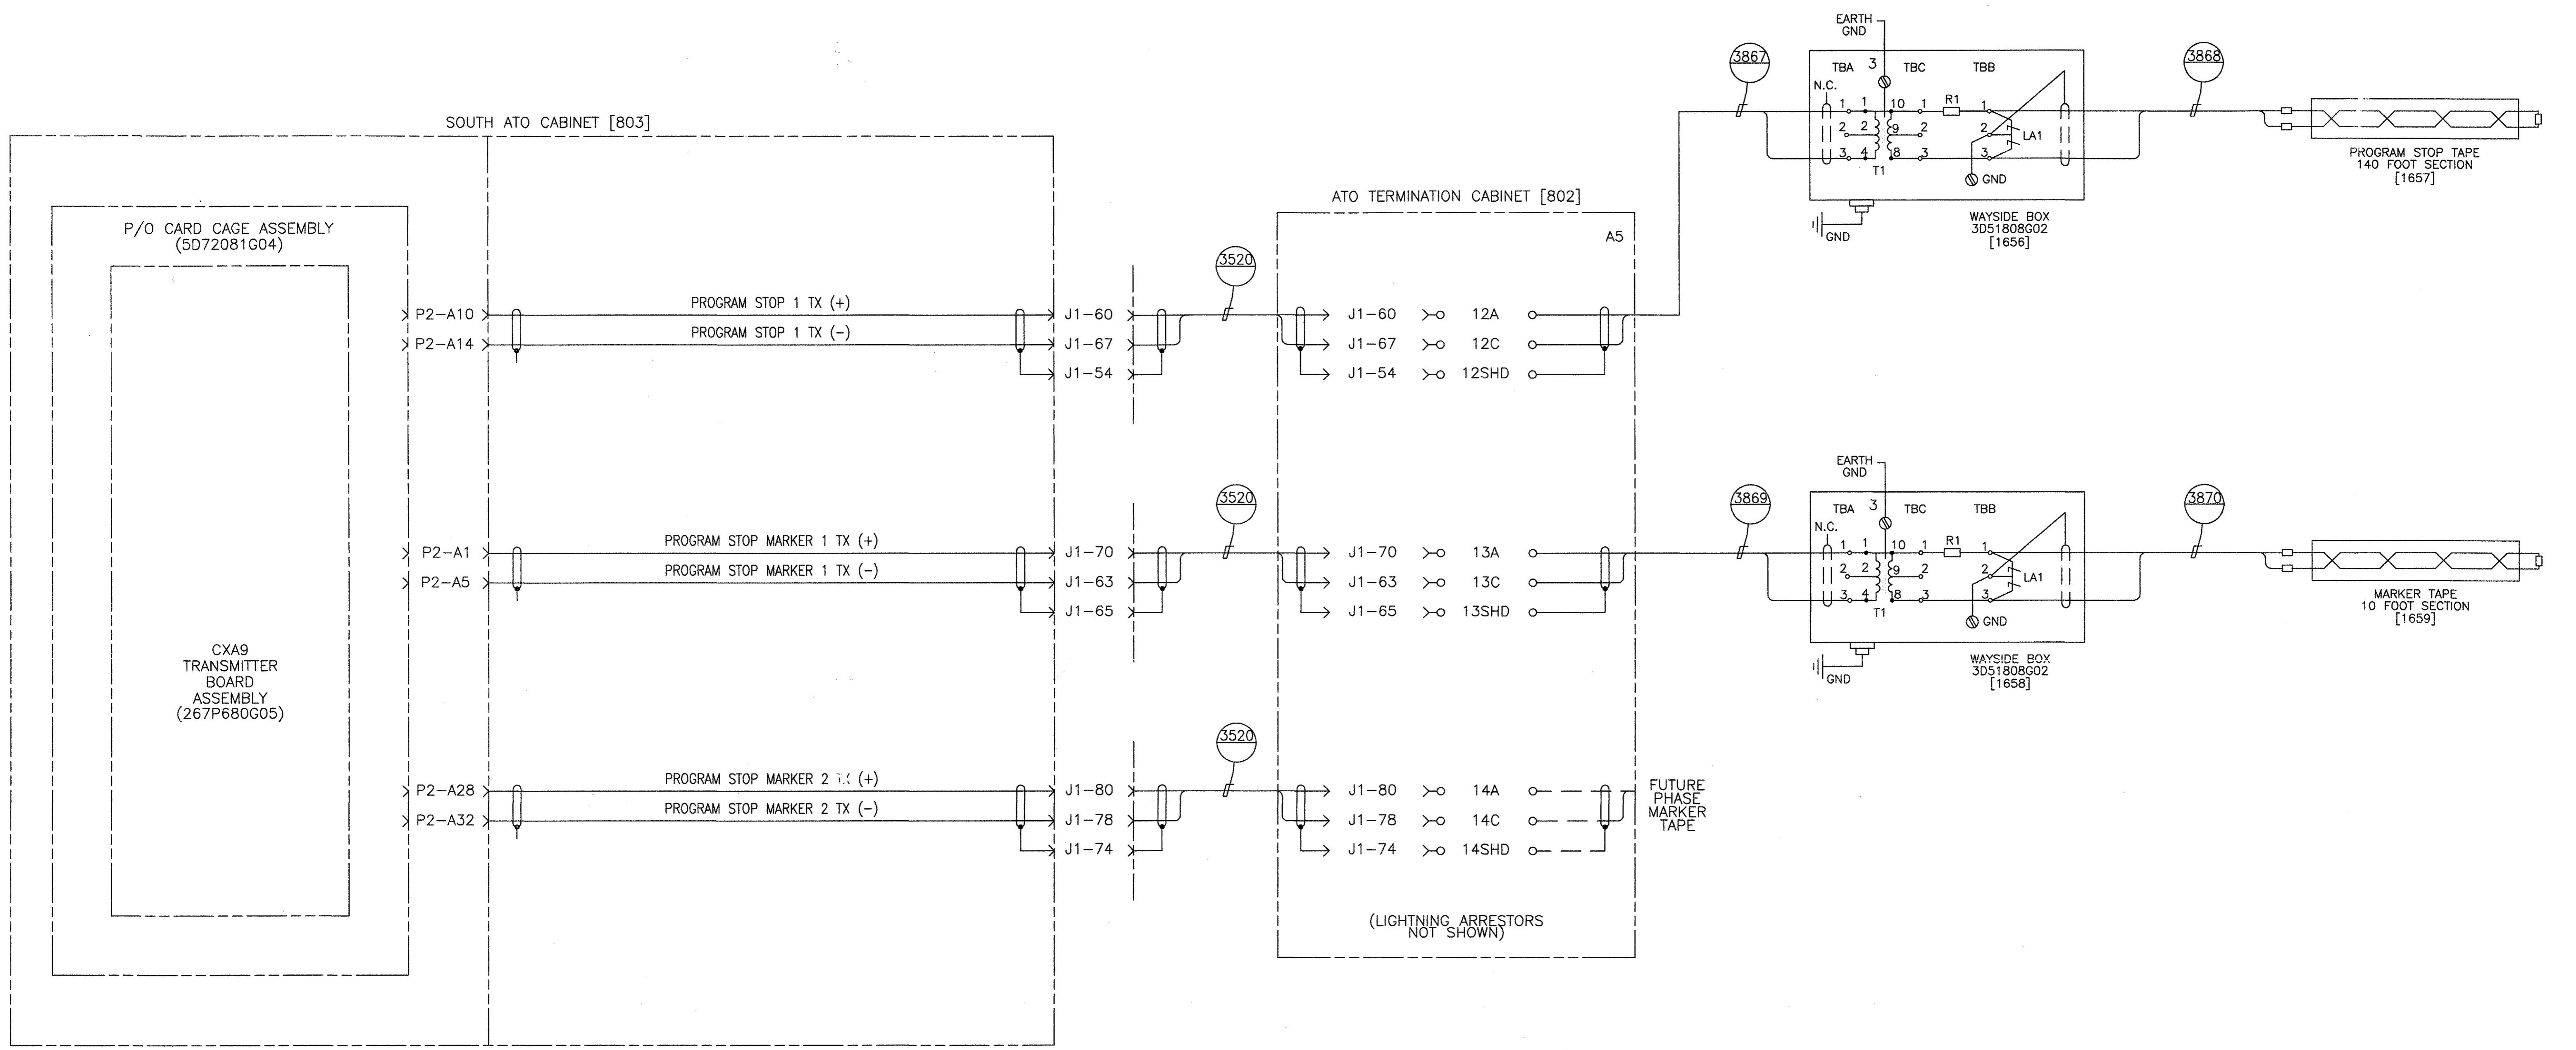 SOUTH ATO CABINET [803]
P/O CARD CAGE ASSEMBLY
(5D72081G04)
CXA9
TRANSMITTER
BOARD
ASSEMBLY
(267P680G05)
P2-A10
P2-A14
PROGRAM STOP 1 TX (+)
PROGRAM STOP 1 TX (-)
J1-60
J1-67
J1-54
3520
P2-A1
P2-A5
PROGRAM STOP MARKER 1 TX (+)
PROGRAM STOP MARKER 1 TX (-)
J1-70
J1-63
J1-65
3520
P2-A28
P2-A32
PROGRAM STOP MARKER 2 (+)
PROGRAM STOP MARKER 2 TX (-)
J1-80
J1-78
J1-74
3520
ATO TERMINATION CABINET [802]
A5
J1-60 12A
J1-67 12C
J1-54 12SHD
J1-70 13A
J1-63 13C
J1-65 13SHD
J1-80 14A
J1-78 14C
J1-74 14SHD
(LIGHTNING ARRESTORS
NOT SHOWN)
FUTURE
PHASE
MARKER
TAPE
3867
EARTH
GND
TBA 3 TBC TBB
N.C.
1 1 10 1 R1 1
2 2 9 2 2 LA1
3 4 8 3 3
T1
GND
GND
WAYSIDE BOX
3D51808G02
[1656]
3868
PROGRAM STOP TAPE
140 FOOT SECTION
[1657]
3869
EARTH
GND
TBA 3 TBC TBB
N.C.
1 1 10 1 R1 1
2 2 9 2 2 LA1
3 4 8 3 3
T1
GND
GND
WAYSIDE BOX
3D51808G02
[1658]
3870
MARKER TAPE
10 FOOT SECTION
[1659]